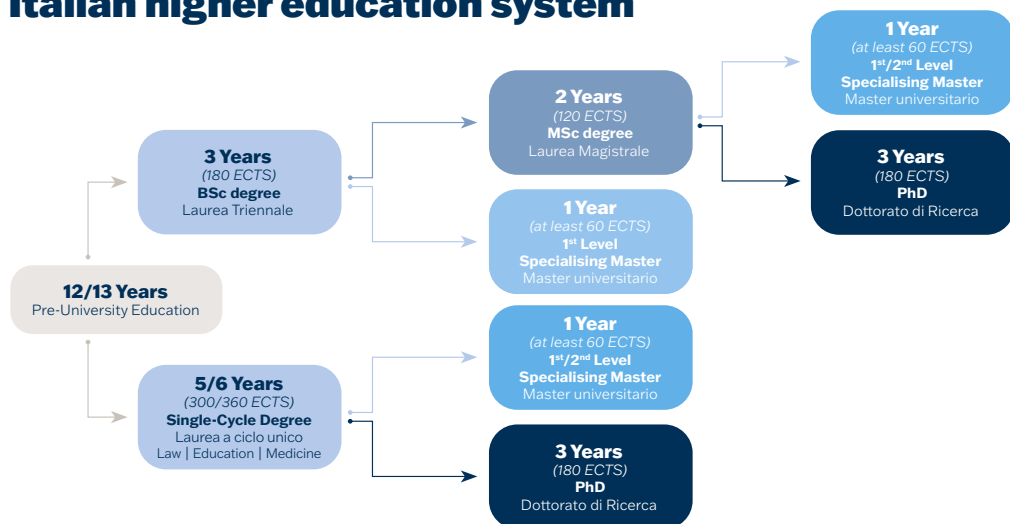 Italian higher education system
12/13 Years
Pre-University Education
3 Years
(180 ECTS)
BSc degree
Laurea Triennale
2 Years
(120 ECTS)
MSc degree
Laurea Magistrale
1 Year
(at least 60 ECTS)
1st/2nd Level
Specialising Master
Master universitario
3 Years
(180 ECTS)
PhD
Dottorato di Ricerca
1 Year
(at least 60 ECTS)
1st Level
Specialising Master
Master universitario
5/6 Years
(300/360 ECTS)
Single-Cycle Degree
Laurea a ciclo unico
Law | Education | Medicine
1 Year
(at least 60 ECTS)
1st/2nd Level
Specialising Master
Master universitario
3 Years
(180 ECTS)
PhD
Dottorato di Ricerca